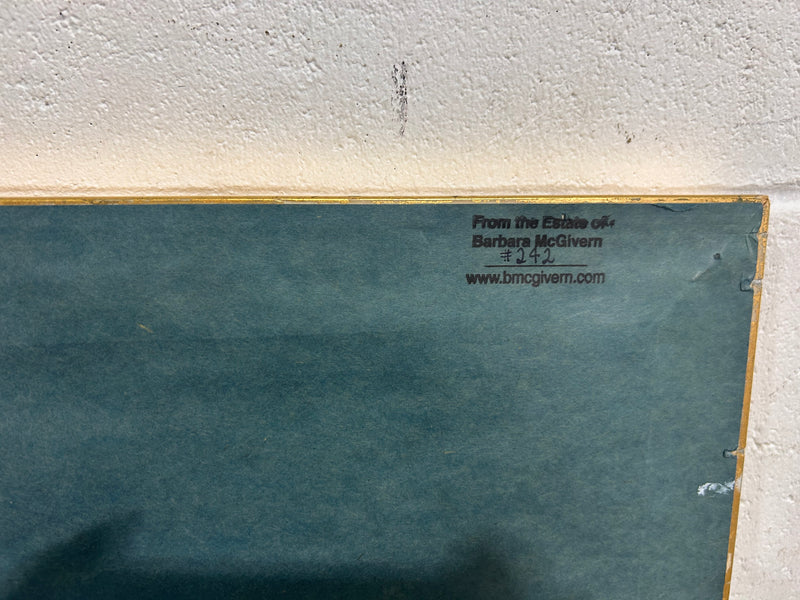 From the Estate of
Barbara McGivern
#242
www.bmcgivern.com